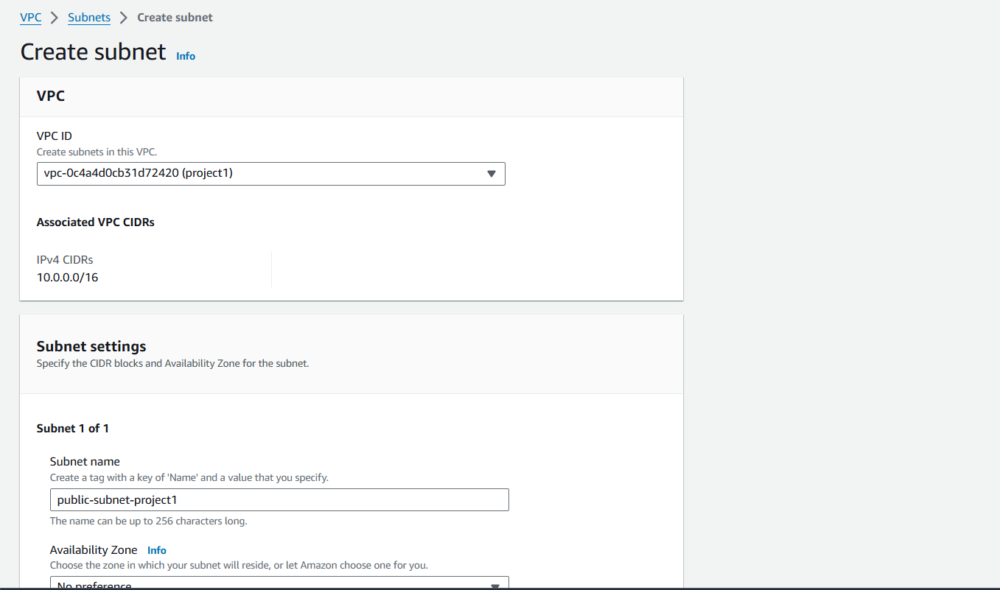 VPC > Subnets > Create subnet
Create subnet Info
VPC
VPC ID
Create subnets in this VPC.
vpc-0c4a4d0cb31d72420 (project1)
Associated VPC CIDRs
IPv4 CIDRs
10.0.0.0/16
Subnet settings
Specify the CIDR blocks and Availability Zone for the subnet.
Subnet 1 of 1
Subnet name
Create a tag with a key of 'Name' and a value that you specify.
public-subnet-project1
The name can be up to 256 characters long.
Availability Zone Info
Choose the zone in which your subnet will reside, or let Amazon choose one for you.
No preference